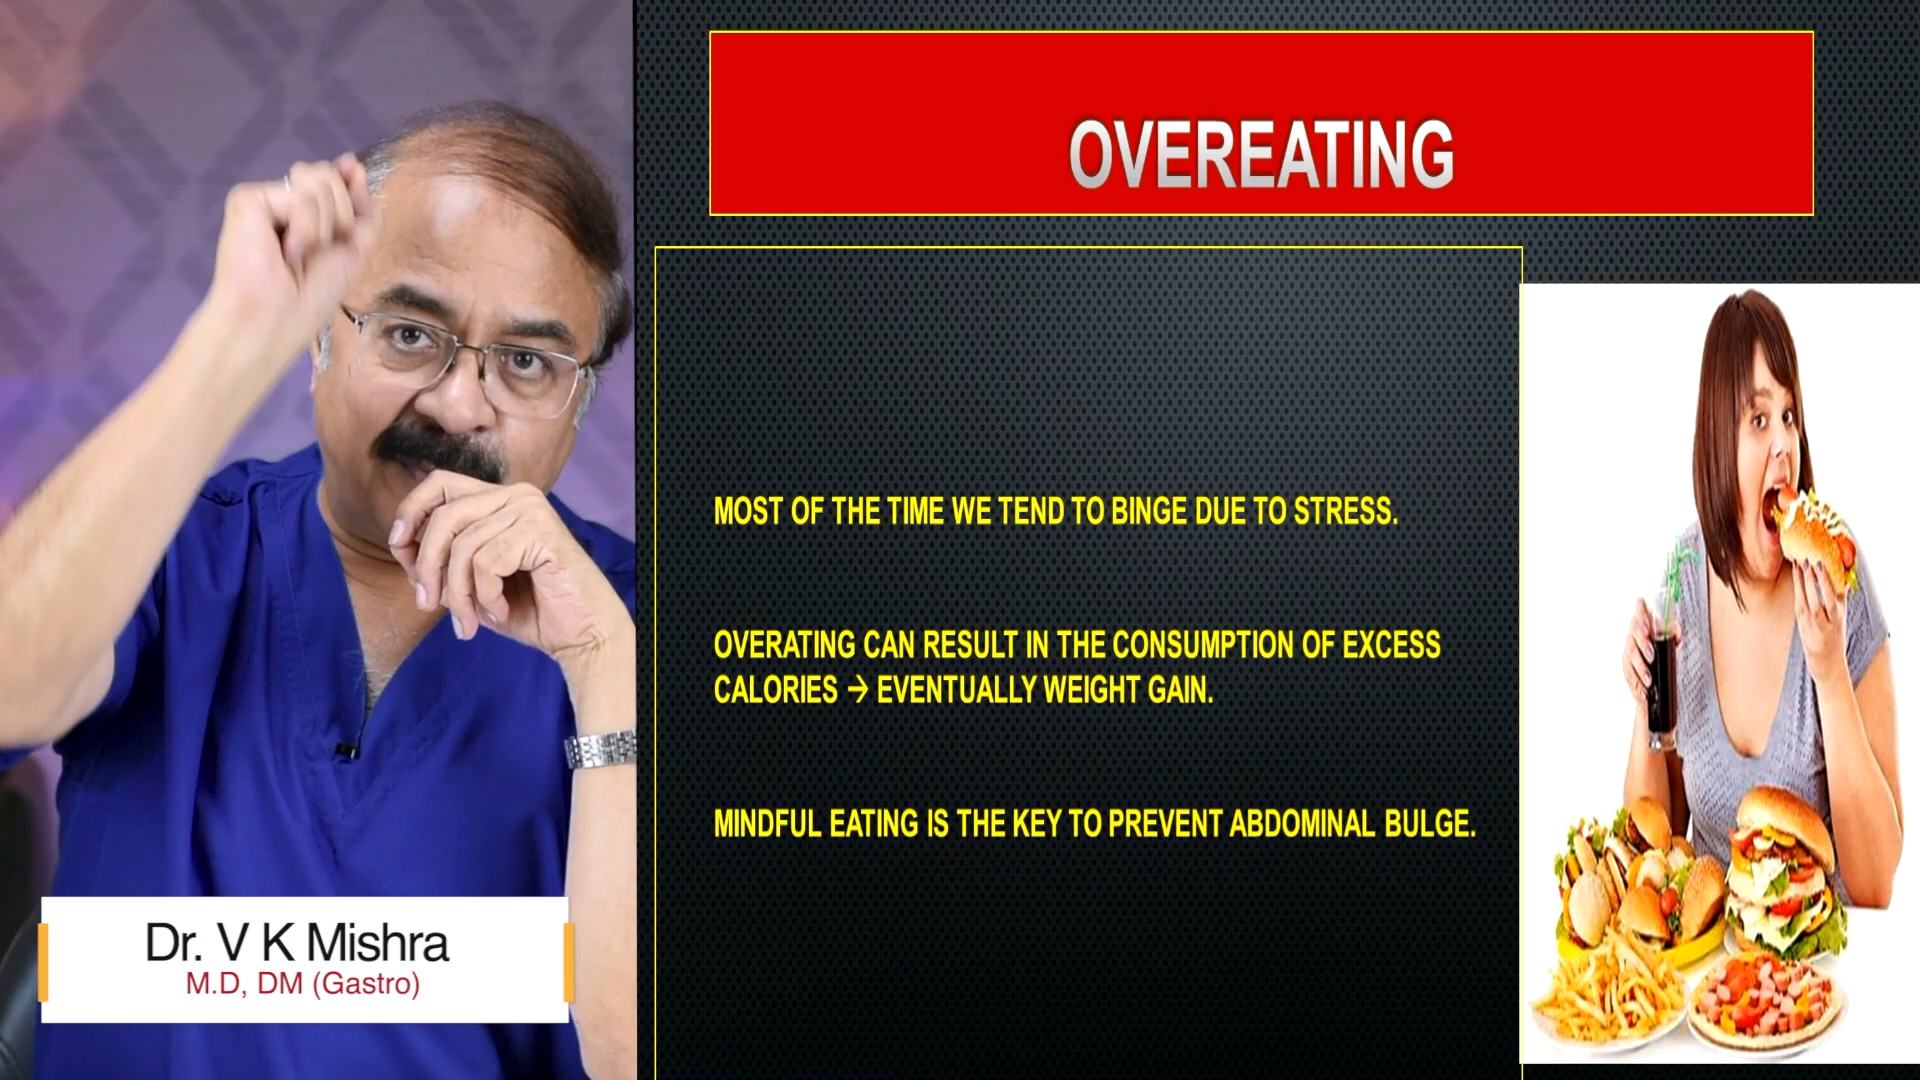 OVEREATING
MOST OF THE TIME WE TEND TO BINGE DUE TO STRESS.
OVERATING CAN RESULT IN THE CONSUMPTION OF EXCESS
CALORIES → EVENTUALLY WEIGHT GAIN.
MINDFUL EATING IS THE KEY TO PREVENT ABDOMINAL BULGE.
Dr. V K Mishra
M.D, DM (Gastro)